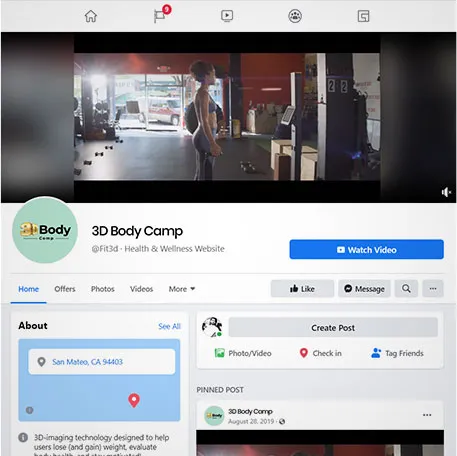 9
2
3D Body
Camp
3D Body Camp
@Fit3d · Health & Wellness Website
Watch Video
Home Offers Photos Videos More
Like Message ...
About See All
San Mateo, CA 94403
3D-imaging technology designed to help
users lose (and gain) weight, evaluate
body health, and stay motivated!
Create Post
Photo/Video Check in Tag Friends
PINNED POST
3D Body Camp ...
August 28, 2019 ·